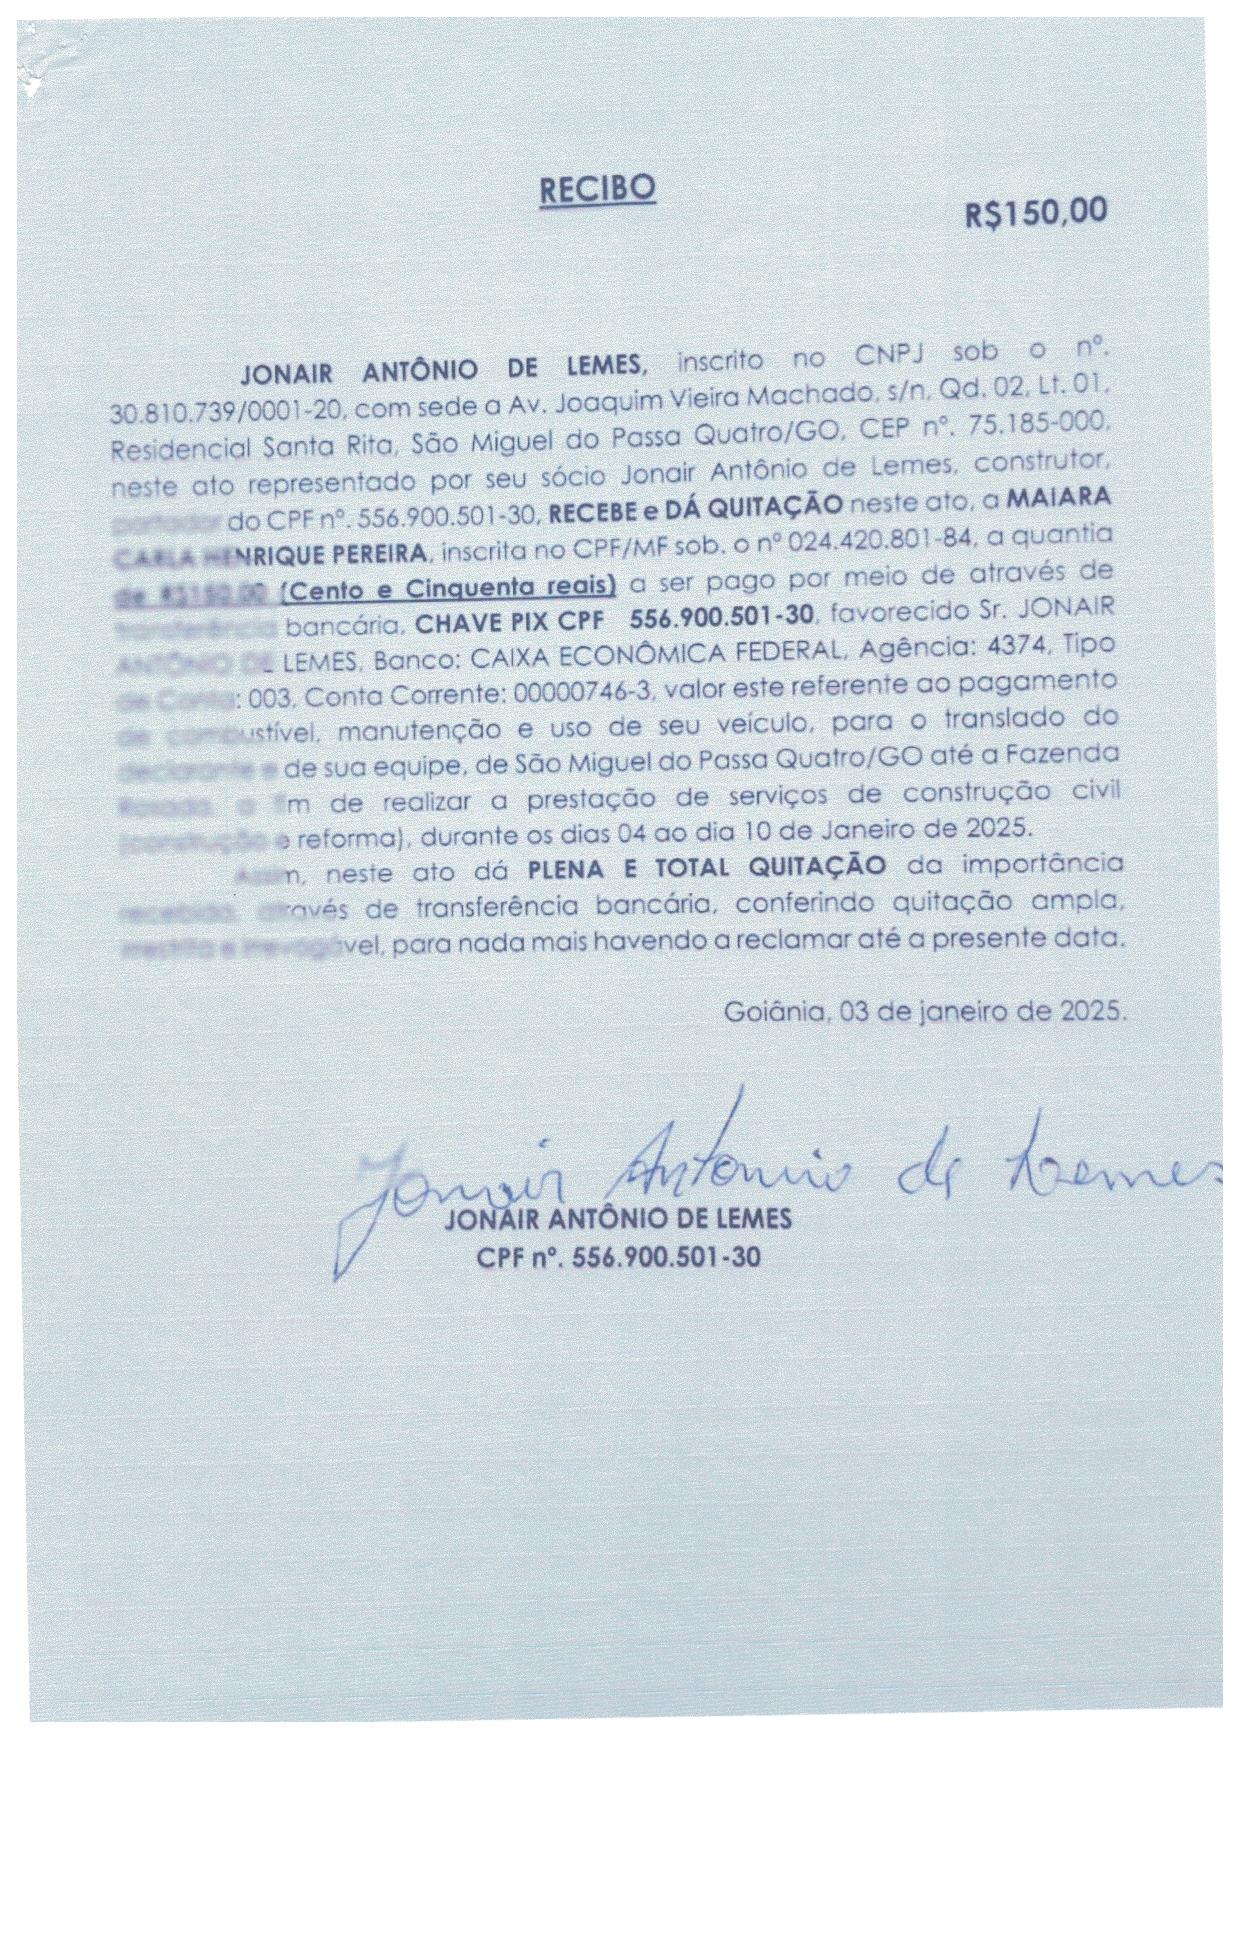 RECIBO
R$150,00
JONAIR ANTÔNIO DE LEMES, inscrito no CNPJ sob o nº.
30.810.739/0001-20, com sede a Av. Joaquim Vieira Machado, s/n, Qd. 02, Lt. 01,
Residencial Santa Rita, São Miguel do Passa Quatro/GO, CEP nº. 75.185-000,
neste ato representado por seu sócio Jonair Antônio de Lemes, construtor,
portador do CPF nº. 556.900.501-30, RECEBE e DÁ QUITAÇÃO neste ato, a MAIARA
CARLA HENRIQUE PEREIRA, inscrita no CPF/MF sob. o nº 024.420.801-84, a quantia
de R$150,00 (Cento e Cinquenta reais) a ser pago por meio de através de
transferência bancária, CHAVE PIX CPF 556.900.501-30, favorecido Sr. JONAIR
ANTÔNIO DE LEMES, Banco: CAIXA ECONÔMICA FEDERAL, Agência: 4374, Tipo
de Conta: 003, Conta Corrente: 00000746-3, valor este referente ao pagamento
de combustível, manutenção e uso de seu veículo, para o translado do
declarante e de sua equipe, de São Miguel do Passa Quatro/GO até a Fazenda
Rosada, a fim de realizar a prestação de serviços de construção civil
(construção e reforma), durante os dias 04 ao dia 10 de Janeiro de 2025.
Assim, neste ato dá PLENA E TOTAL QUITAÇÃO da importância
recebida, através de transferência bancária, conferindo quitação ampla,
irrestrita e irrevogável, para nada mais havendo a reclamar até a presente data.
Goiânia, 03 de janeiro de 2025.
Jonair Antonio de Lemes
JONAIR ANTÔNIO DE LEMES
CPF nº. 556.900.501-30